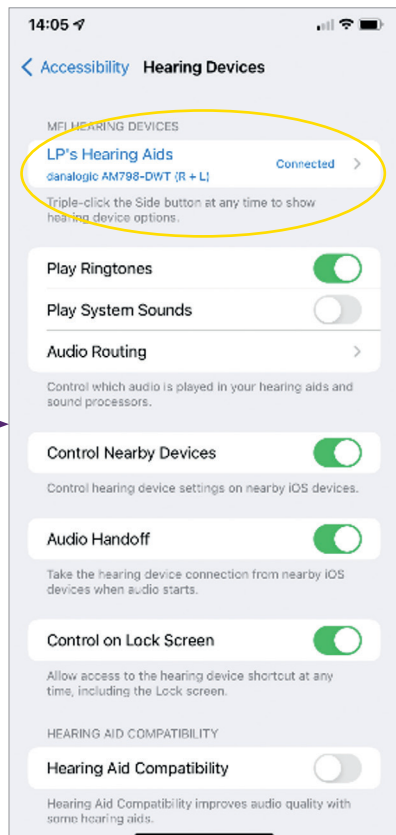 14:05
Accessibility Hearing Devices
MFI HEARING DEVICES
LP's Hearing Aids
Connected
danalogic AM798-DWT (R + L)
Triple-click the Side button at any time to show
hearing device options.
Play Ringtones
Play System Sounds
Audio Routing
Control which audio is played in your hearing aids and
sound processors.
Control Nearby Devices
Control hearing device settings on nearby iOS devices.
Audio Handoff
Take the hearing device connection from nearby iOS
devices when audio starts.
Control on Lock Screen
Allow access to the hearing device shortcut at any
time, including the Lock screen.
HEARING AID COMPATIBILITY
Hearing Aid Compatibility
Hearing Aid Compatibility improves audio quality with
some hearing aids.